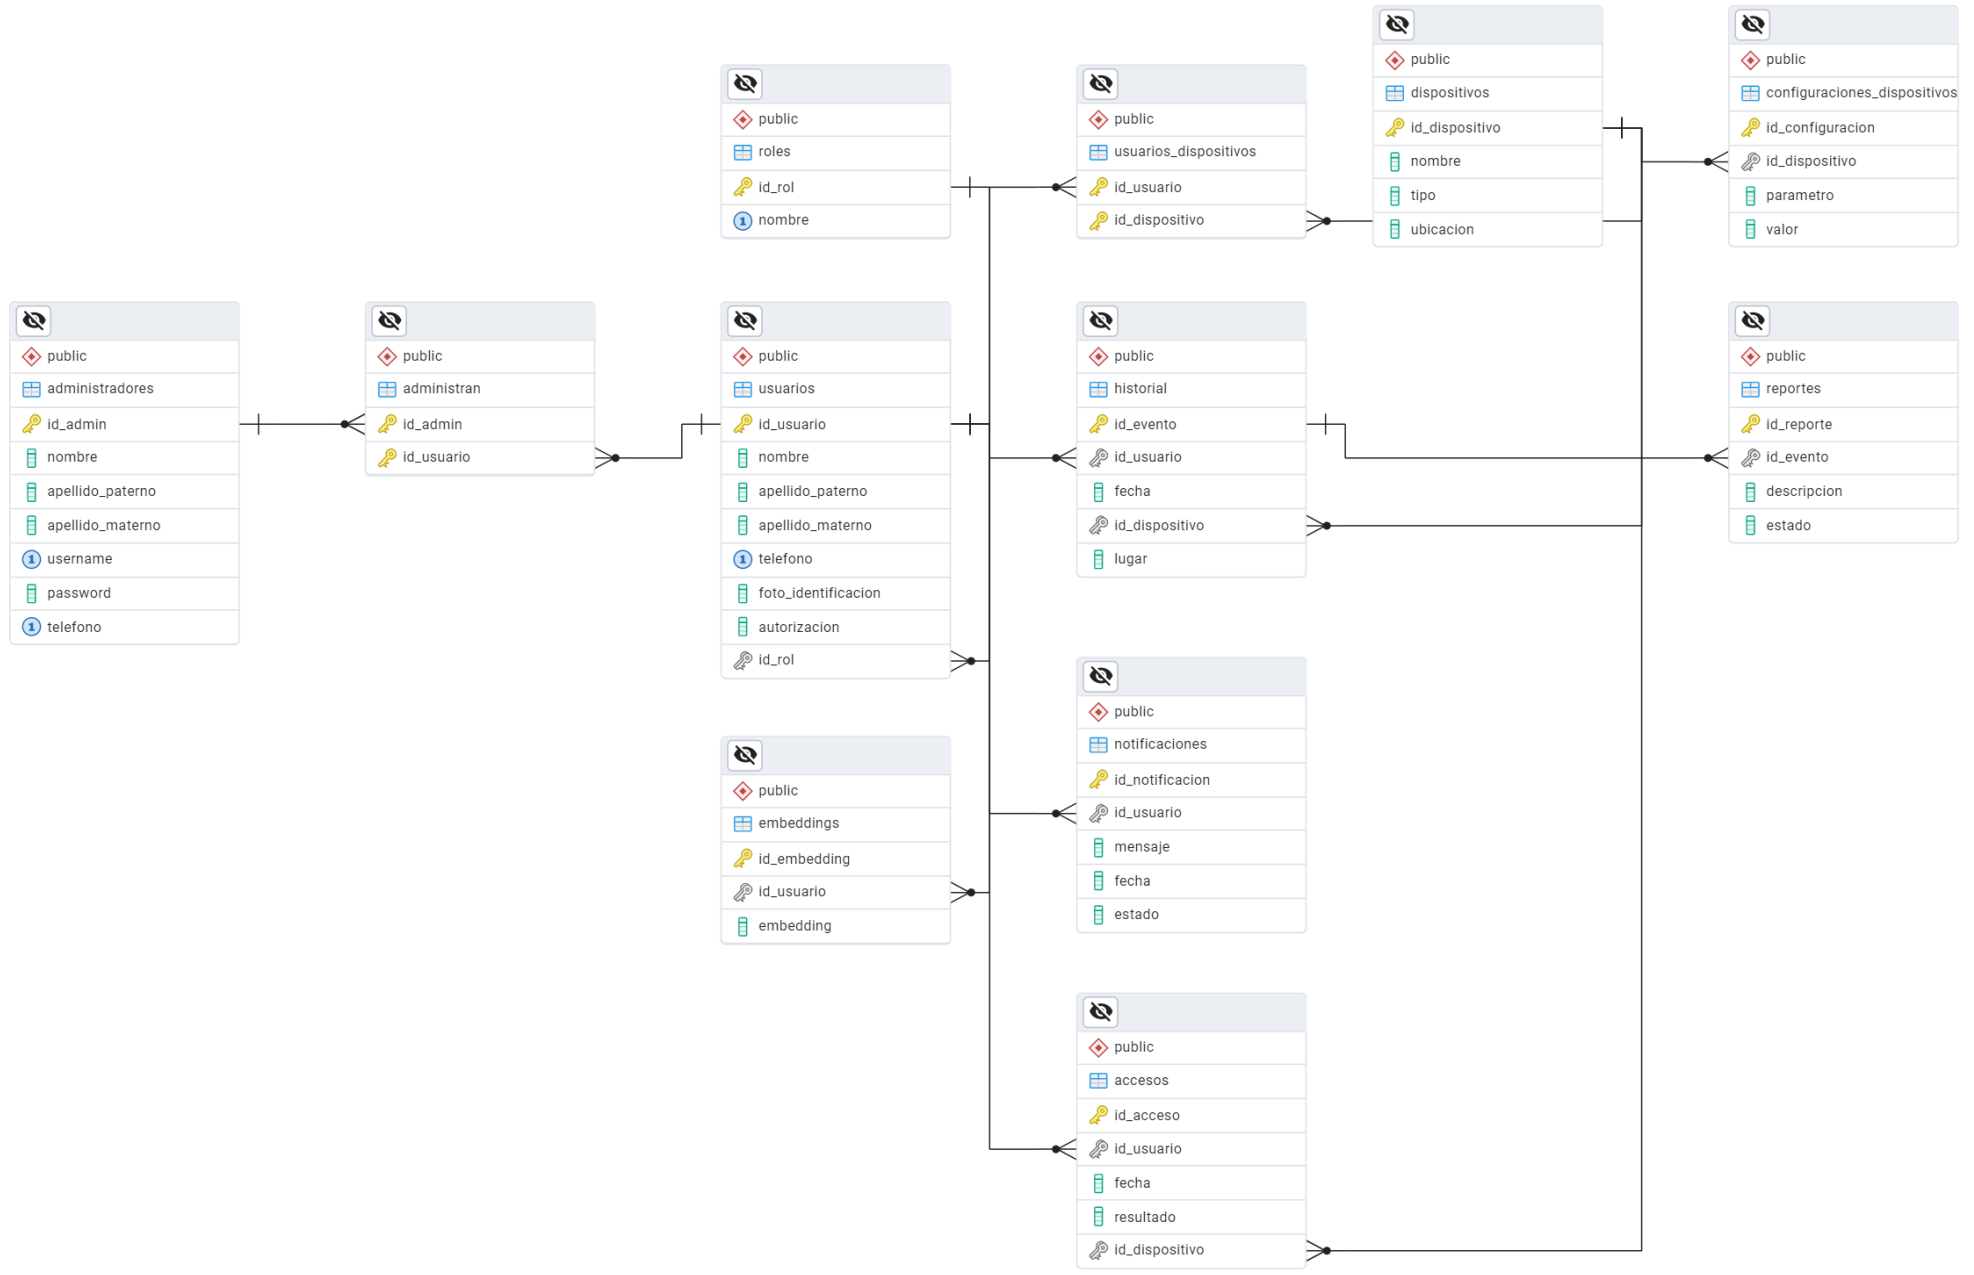 public
roles
id_rol
nombre
public
usuarios_dispositivos
id_usuario
id_dispositivo
public
dispositivos
id_dispositivo
nombre
tipo
ubicacion
public
configuraciones_dispositivos
id_configuracion
id_dispositivo
parametro
valor
public
administradores
id_admin
nombre
apellido_paterno
apellido_materno
1 username
password
1 telefono
public
administran
id_admin
id_usuario
public
usuarios
id_usuario
nombre
apellido_paterno
apellido_materno
1 telefono
foto_identificacion
autorizacion
id_rol
public
historial
id_evento
id_usuario
fecha
id_dispositivo
lugar
public
reportes
id_reporte
id_evento
descripcion
estado
public
embeddings
id_embedding
id_usuario
embedding
public
notificaciones
id_notificacion
id_usuario
mensaje
fecha
estado
public
accesos
id_acceso
id_usuario
fecha
resultado
id_dispositivo